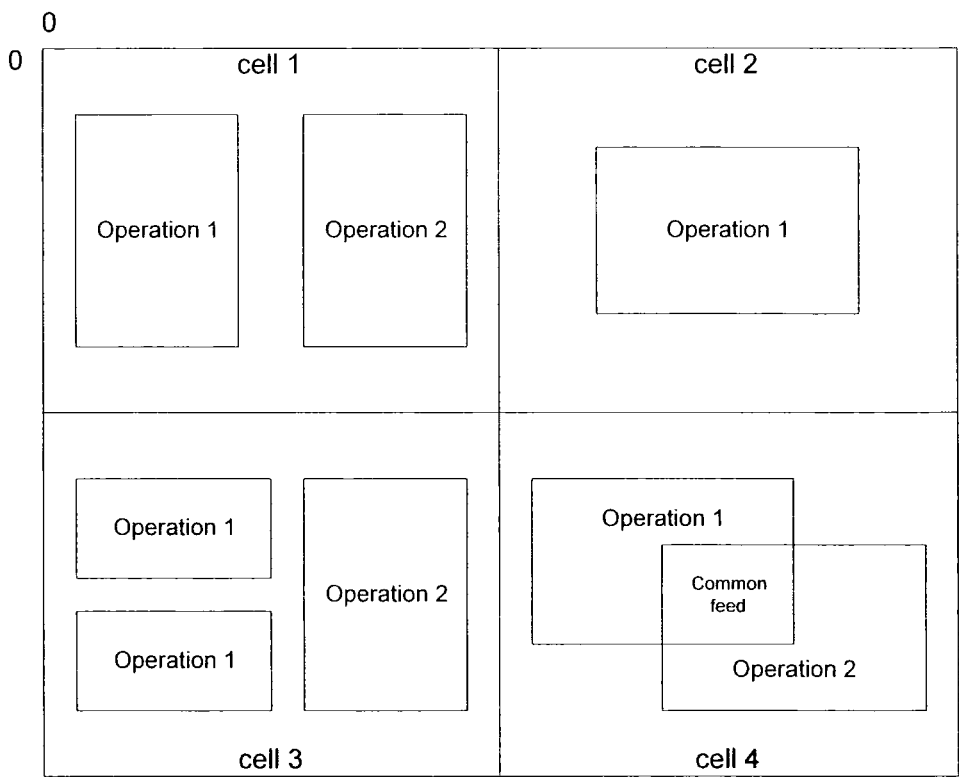 0
0
cell 1
cell 2
Operation 1
Operation 2
Operation 1
Operation 1
Operation 1
Operation 2
Operation 1
Common
feed
Operation 2
cell 3
cell 4